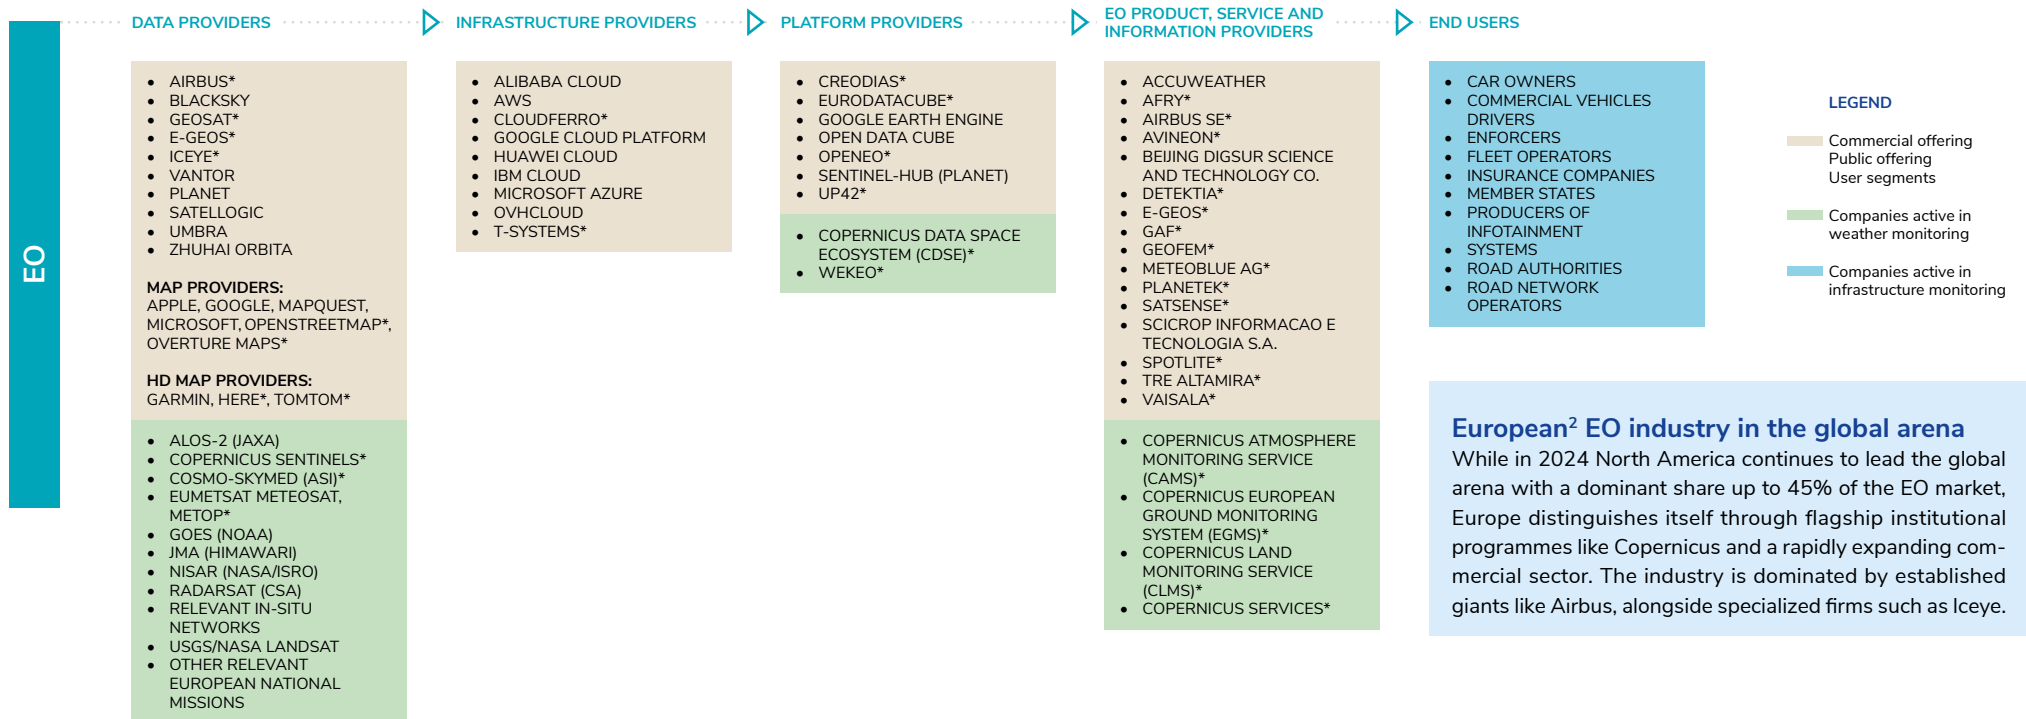 EO
DATA PROVIDERS
INFRASTRUCTURE PROVIDERS
PLATFORM PROVIDERS
EO PRODUCT, SERVICE AND
INFORMATION PROVIDERS
END USERS
• AIRBUS*
• BLACKSKY
• GEOSAT*
• E-GEOS*
• ICEYE*
• VANTOR
• PLANET
• SATELLOGIC
• UMBRA
• ZHUHAI ORBITA
MAP PROVIDERS:
APPLE, GOOGLE, MAPQUEST,
MICROSOFT, OPENSTREETMAP*,
OVERTURE MAPS*
HD MAP PROVIDERS:
GARMIN, HERE*, TOMTOM*
• ALOS-2 (JAXA)
• COPERNICUS SENTINELS*
• COSMO-SKYMED (ASI)*
• EUMETSAT METEOSAT,
METOP*
• GOES (NOAA)
• JMA (HIMAWARI)
• NISAR (NASA/ISRO)
• RADARSAT (CSA)
• RELEVANT IN-SITU
NETWORKS
• USGS/NASA LANDSAT
• OTHER RELEVANT
EUROPEAN NATIONAL
MISSIONS
• ALIBABA CLOUD
• AWS
• CLOUDFERRO*
• GOOGLE CLOUD PLATFORM
• HUAWEI CLOUD
• IBM CLOUD
• MICROSOFT AZURE
• OVHCLOUD
• T-SYSTEMS*
• CREODIAS*
• EURODATACUBE*
• GOOGLE EARTH ENGINE
• OPEN DATA CUBE
• OPENEO*
• SENTINEL-HUB (PLANET)
• UP42*
• COPERNICUS DATA SPACE
ECOSYSTEM (CDSE)*
• WEKEO*
• ACCUWEATHER
• AFRY*
• AIRBUS SE*
• AVINEON*
• BEIJING DIGSUR SCIENCE
AND TECHNOLOGY CO.
• DETEKTIA*
• E-GEOS*
• GAF*
• GEOFEM*
• METEOBLUE AG*
• PLANETEK*
• SATSENSE*
• SCICROP INFORMACAO E
TECNOLOGIA S.A.
• SPOTLITE*
• TRE ALTAMIRA*
• VAISALA*
• COPERNICUS ATMOSPHERE
MONITORING SERVICE
(CAMS)*
• COPERNICUS EUROPEAN
GROUND MONITORING
SYSTEM (EGMS)*
• COPERNICUS LAND
MONITORING SERVICE
(CLMS)*
• COPERNICUS SERVICES*
• CAR OWNERS
• COMMERCIAL VEHICLES
DRIVERS
• ENFORCERS
• FLEET OPERATORS
• INSURANCE COMPANIES
• MEMBER STATES
• PRODUCERS OF
INFOTAINMENT
• SYSTEMS
• ROAD AUTHORITIES
• ROAD NETWORK
OPERATORS
LEGEND
Commercial offering
Public offering
User segments
Companies active in
weather monitoring
Companies active in
infrastructure monitoring
European² EO industry in the global arena
While in 2024 North America continues to lead the global
arena with a dominant share up to 45% of the EO market,
Europe distinguishes itself through flagship institutional
programmes like Copernicus and a rapidly expanding com-
mercial sector. The industry is dominated by established
giants like Airbus, alongside specialized firms such as Iceye.